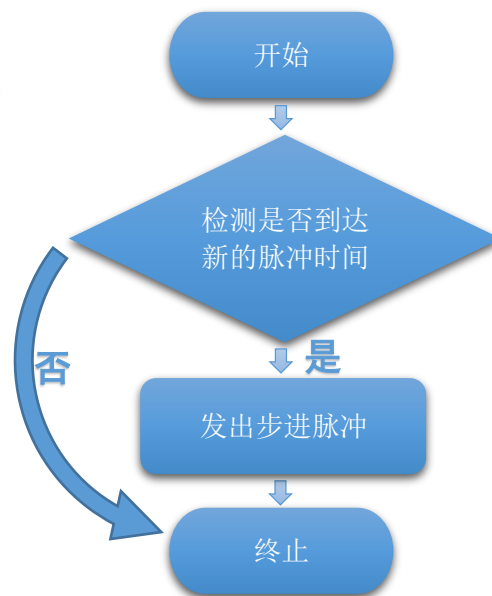 开始
检测是否到达
新的脉冲时间
否
是
发出步进脉冲
终止